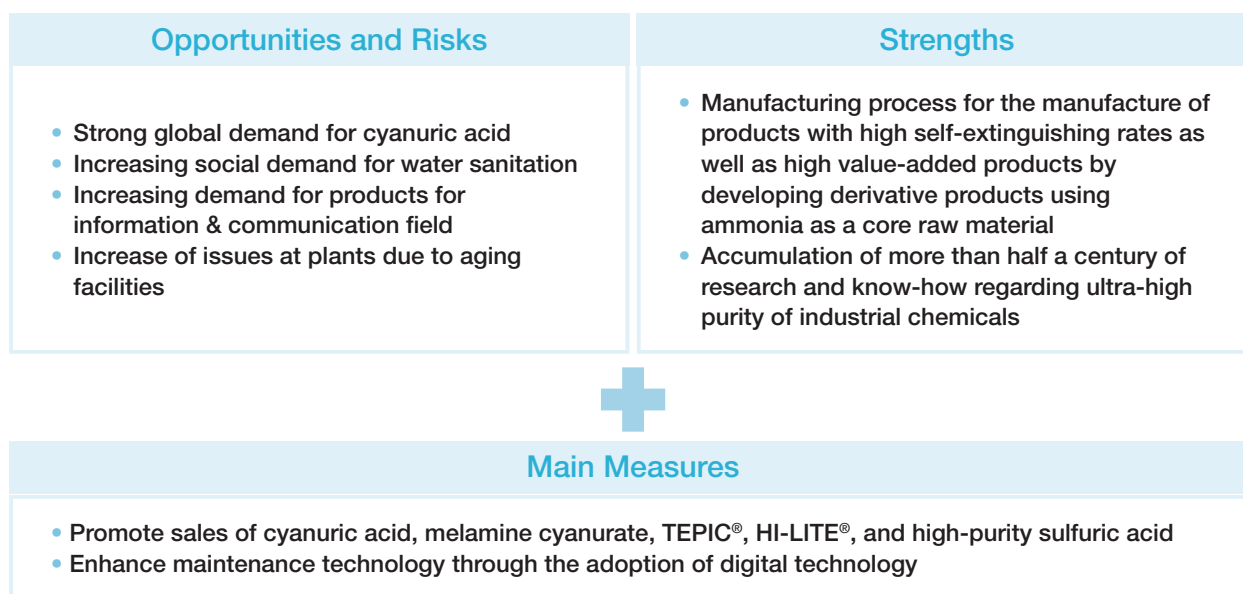 Opportunities and Risks
• Strong global demand for cyanuric acid
• Increasing social demand for water sanitation
• Increasing demand for products for
information & communication field
• Increase of issues at plants due to aging
facilities
Strengths
• Manufacturing process for the manufacture of
products with high self-extinguishing rates as
well as high value-added products by
developing derivative products using
ammonia as a core raw material
• Accumulation of more than half a century of
research and know-how regarding ultra-high
purity of industrial chemicals
Main Measures
• Promote sales of cyanuric acid, melamine cyanurate, TEPIC®, HI-LITE®, and high-purity sulfuric acid
• Enhance maintenance technology through the adoption of digital technology